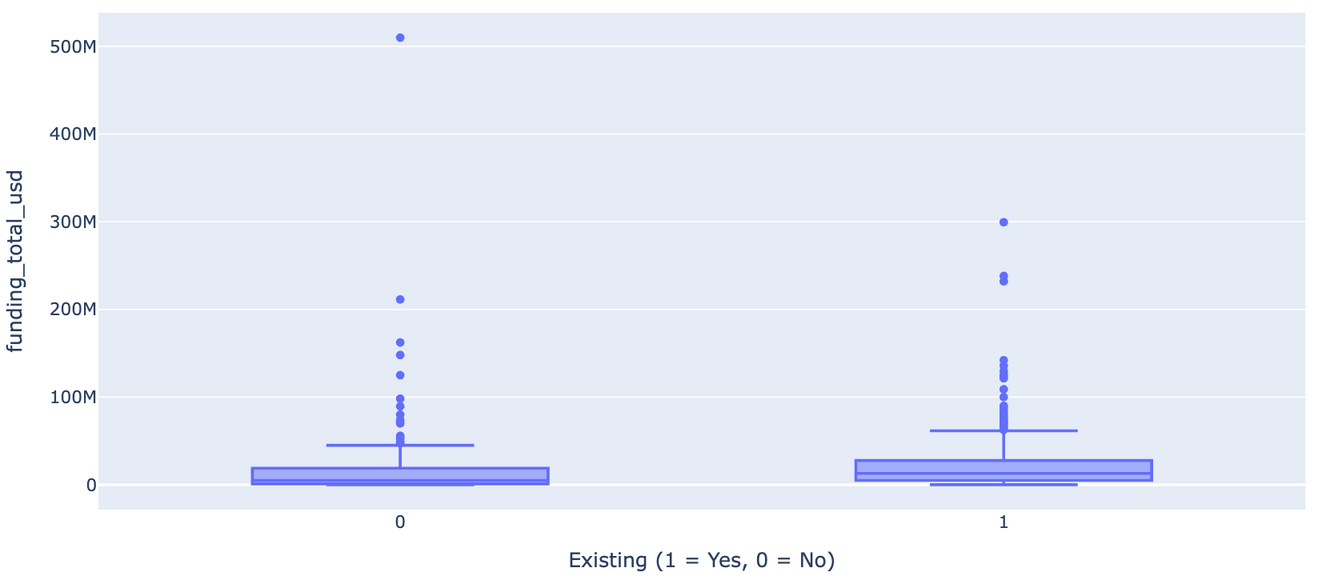 500M
400M
300M
200M
100M
0
funding_total_usd
0
1
Existing (1 = Yes, 0 = No)